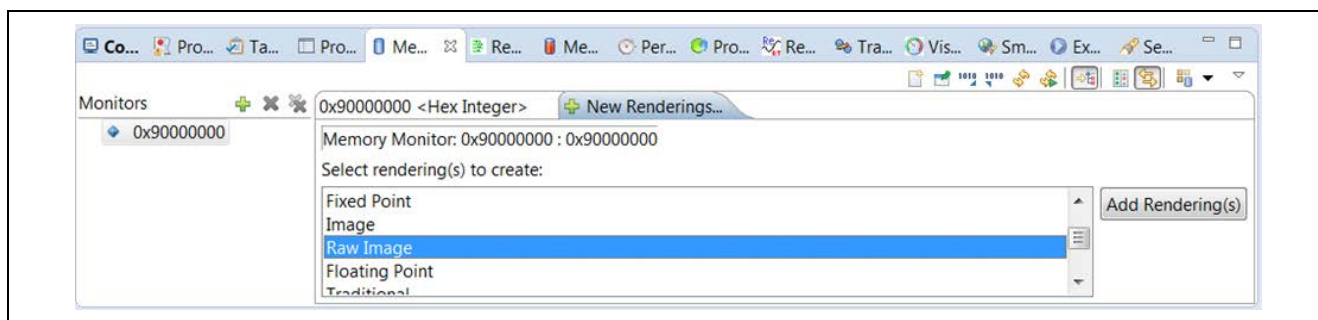 Co... Pro... Ta... Pro... Me... Re... Me... Per... Pro... Re... Tra... Vis... Sm... Ex... Se...
Monitors
0x90000000 <Hex Integer> New Renderings...
0x90000000
Memory Monitor: 0x90000000 : 0x90000000
Select rendering(s) to create:
Fixed Point
Image
Raw Image
Floating Point
Traditional
Add Rendering(s)